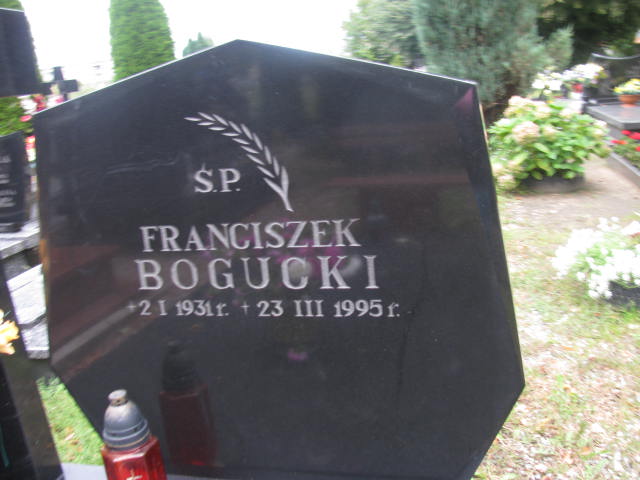 Ś.P.
FRANCISZEK
BOGUCKI
+2 I 1931 r. + 23 III 1995 r.